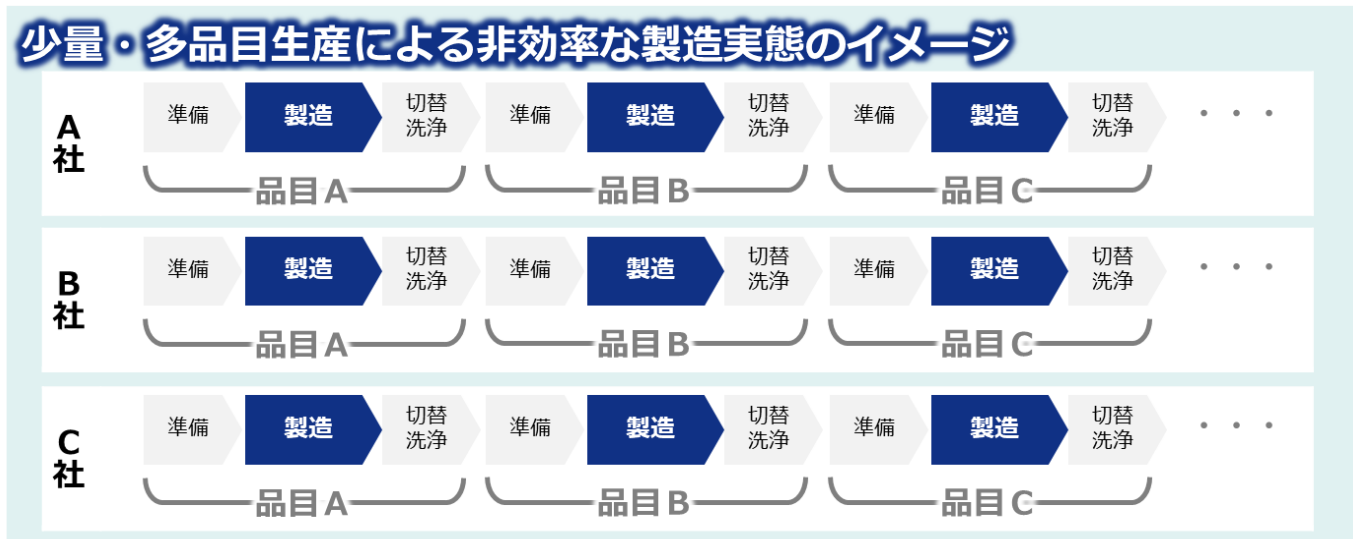 少量・多品目生産による非効率な製造実態のイメージ
A社
準備
製造
切替
洗浄
準備
製造
切替
洗浄
準備
製造
切替
洗浄
・・・
品目A
品目B
品目C
B社
準備
製造
切替
洗浄
準備
製造
切替
洗浄
準備
製造
切替
洗浄
・・・
品目A
品目B
品目C
C社
準備
製造
切替
洗浄
準備
製造
切替
洗浄
準備
製造
切替
洗浄
・・・
品目A
品目B
品目C